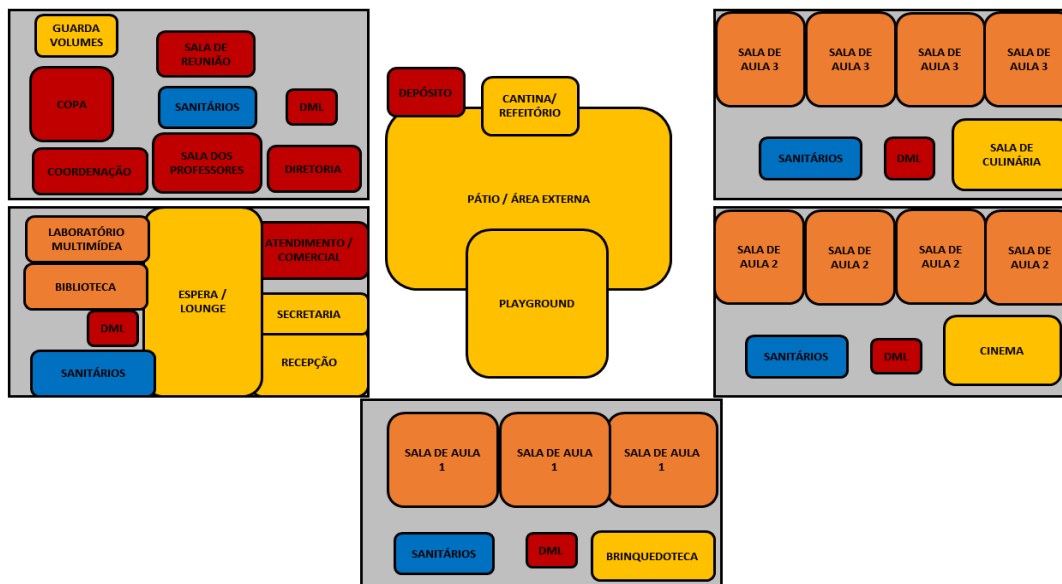 GUARDA
VOLUMES
SALA DE
REUNIÃO
COPA
SANITÁRIOS
DML
COORDENAÇÃO
SALA DOS
PROFESSORES
DIRETORIA
DEPÓSITO
CANTINA/
REFEITÓRIO
PÁTIO / ÁREA EXTERNA
PLAYGROUND
SALA DE
AULA 3
SALA DE
AULA 3
SALA DE
AULA 3
SALA DE
AULA 3
SANITÁRIOS
DML
SALA DE
CULINÁRIA
LABORATÓRIO
MULTIMÍDEA
BIBLIOTECA
DML
SANITÁRIOS
ESPERA /
LOUNGE
ATENDIMENTO /
COMERCIAL
SECRETARIA
RECEPÇÃO
SALA DE
AULA 2
SALA DE
AULA 2
SALA DE
AULA 2
SALA DE
AULA 2
SANITÁRIOS
DML
CINEMA
SALA DE AULA
1
SALA DE AULA
1
SALA DE AULA
1
SANITÁRIOS
DML
BRINQUEDOTECA